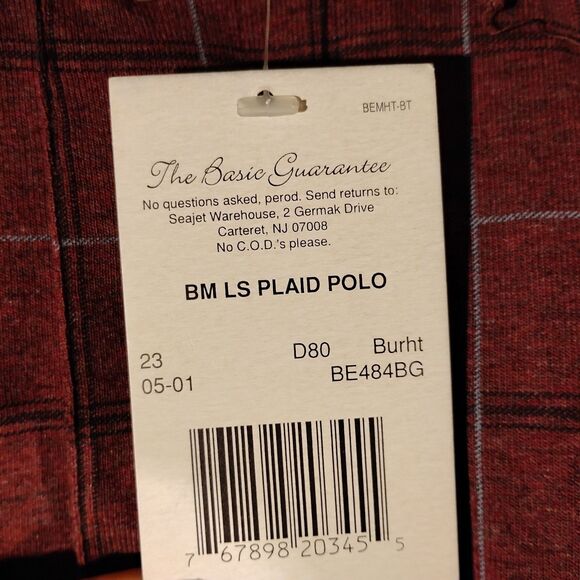 BEMHT-BT
The Basic Guarantee
No questions asked, perod. Send returns to:
Seajet Warehouse, 2 Germak Drive
Carteret, NJ 07008
No C.O.D.'s please.
BM LS PLAID POLO
23 D80 Burht
05-01 BE484BG
7 67898 20345 5